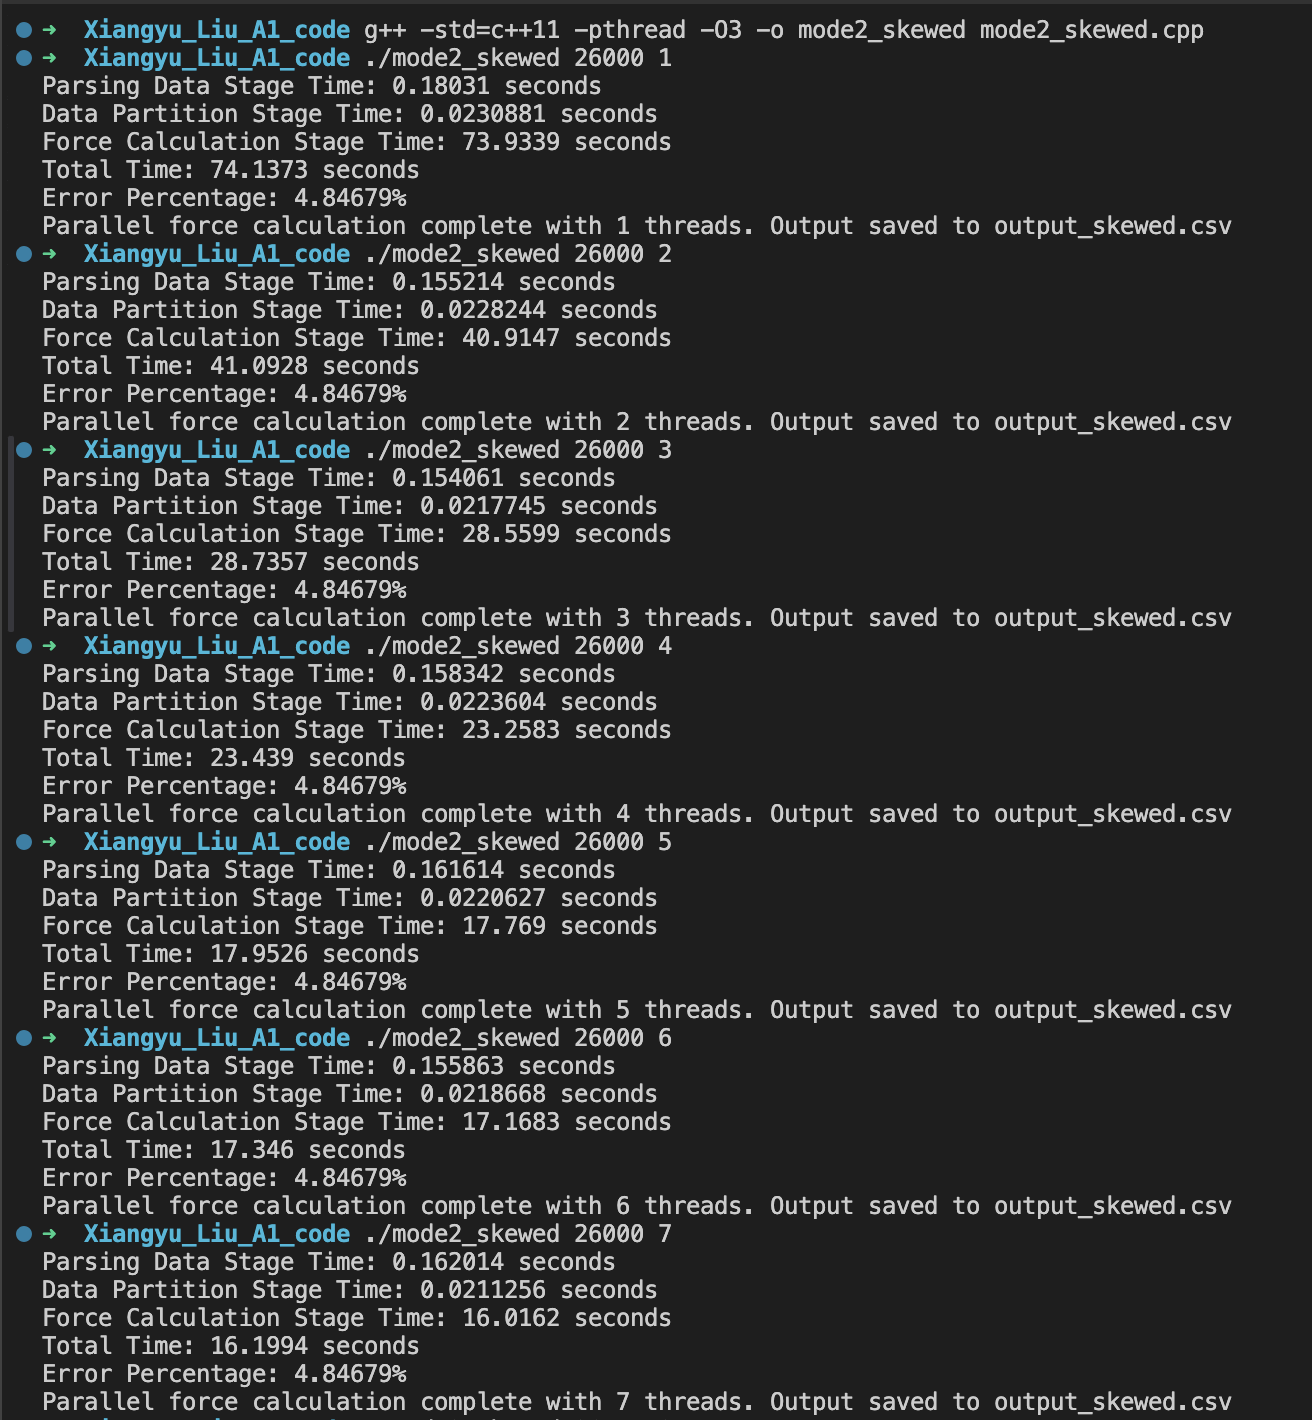 ➜ Xiangyu_Liu_A1_code g++ -std=c++11 -pthread -O3 -o mode2_skewed mode2_skewed.cpp
➜ Xiangyu_Liu_A1_code ./mode2_skewed 26000 1
Parsing Data Stage Time: 0.18031 seconds
Data Partition Stage Time: 0.0230881 seconds
Force Calculation Stage Time: 73.9339 seconds
Total Time: 74.1373 seconds
Error Percentage: 4.84679%
Parallel force calculation complete with 1 threads. Output saved to output_skewed.csv
➜ Xiangyu_Liu_A1_code ./mode2_skewed 26000 2
Parsing Data Stage Time: 0.155214 seconds
Data Partition Stage Time: 0.0228244 seconds
Force Calculation Stage Time: 40.9147 seconds
Total Time: 41.0928 seconds
Error Percentage: 4.84679%
Parallel force calculation complete with 2 threads. Output saved to output_skewed.csv
➜ Xiangyu_Liu_A1_code ./mode2_skewed 26000 3
Parsing Data Stage Time: 0.154061 seconds
Data Partition Stage Time: 0.0217745 seconds
Force Calculation Stage Time: 28.5599 seconds
Total Time: 28.7357 seconds
Error Percentage: 4.84679%
Parallel force calculation complete with 3 threads. Output saved to output_skewed.csv
➜ Xiangyu_Liu_A1_code ./mode2_skewed 26000 4
Parsing Data Stage Time: 0.158342 seconds
Data Partition Stage Time: 0.0223604 seconds
Force Calculation Stage Time: 23.2583 seconds
Total Time: 23.439 seconds
Error Percentage: 4.84679%
Parallel force calculation complete with 4 threads. Output saved to output_skewed.csv
➜ Xiangyu_Liu_A1_code ./mode2_skewed 26000 5
Parsing Data Stage Time: 0.161614 seconds
Data Partition Stage Time: 0.0220627 seconds
Force Calculation Stage Time: 17.769 seconds
Total Time: 17.9526 seconds
Error Percentage: 4.84679%
Parallel force calculation complete with 5 threads. Output saved to output_skewed.csv
➜ Xiangyu_Liu_A1_code ./mode2_skewed 26000 6
Parsing Data Stage Time: 0.155863 seconds
Data Partition Stage Time: 0.0218668 seconds
Force Calculation Stage Time: 17.1683 seconds
Total Time: 17.346 seconds
Error Percentage: 4.84679%
Parallel force calculation complete with 6 threads. Output saved to output_skewed.csv
➜ Xiangyu_Liu_A1_code ./mode2_skewed 26000 7
Parsing Data Stage Time: 0.162014 seconds
Data Partition Stage Time: 0.0211256 seconds
Force Calculation Stage Time: 16.0162 seconds
Total Time: 16.1994 seconds
Error Percentage: 4.84679%
Parallel force calculation complete with 7 threads. Output saved to output_skewed.csv